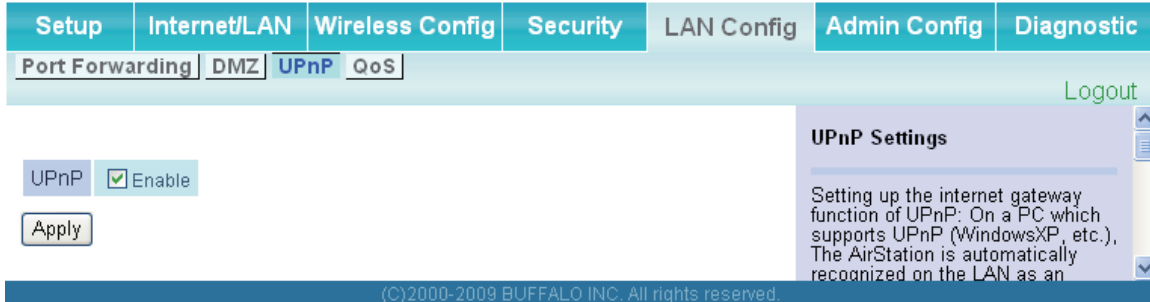 Setup Internet/LAN Wireless Config Security LAN Config Admin Config Diagnostic
Port Forwarding DMZ UPnP QoS
Logout
UPnP Enable
Apply
UPnP Settings
Setting up the internet gateway
function of UPnP: On a PC which
supports UPnP (WindowsXP, etc.),
The AirStation is automatically
recognized on the LAN as an
(C)2000-2009 BUFFALO INC. All rights reserved.